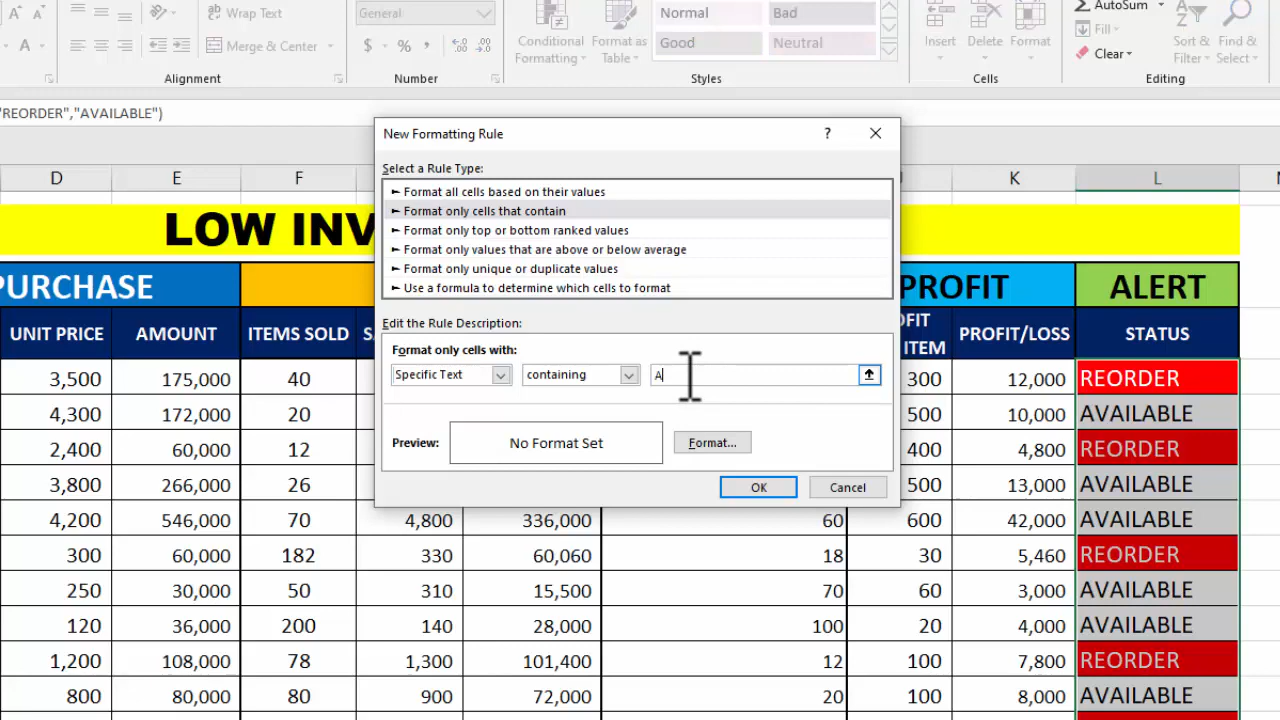 AutoSum
Wrap Text General Normal Bad
Merge & Center $ % , Conditional Formatting Format as Table Good Neutral Insert Delete Format Fill Clear Sort & Filter Find & Select
Alignment Number Styles Cells Editing
"REORDER","AVAILABLE")
New Formatting Rule ? ×
Select a Rule Type:
► Format all cells based on their values
► Format only cells that contain
► Format only top or bottom ranked values
► Format only values that are above or below average
► Format only unique or duplicate values
► Use a formula to determine which cells to format
Edit the Rule Description:
Format only cells with:
Specific Text containing A
Preview: No Format Set Format...
OK Cancel
D E F K L
LOW INV
PURCHASE PROFIT ALERT
UNIT PRICE AMOUNT ITEMS SOLD ITEM PROFIT/LOSS STATUS
3,500 175,000 40 300 12,000 REORDER
4,300 172,000 20 500 10,000 AVAILABLE
2,400 60,000 12 400 4,800 REORDER
3,800 266,000 26 500 13,000 AVAILABLE
4,200 546,000 70 4,800 336,000 60 600 42,000 AVAILABLE
300 60,000 182 330 60,060 18 30 5,460 REORDER
250 30,000 50 310 15,500 70 60 3,000 AVAILABLE
120 36,000 200 140 28,000 100 20 4,000 AVAILABLE
1,200 108,000 78 1,300 101,400 12 100 7,800 REORDER
800 80,000 80 900 72,000 20 100 8,000 AVAILABLE